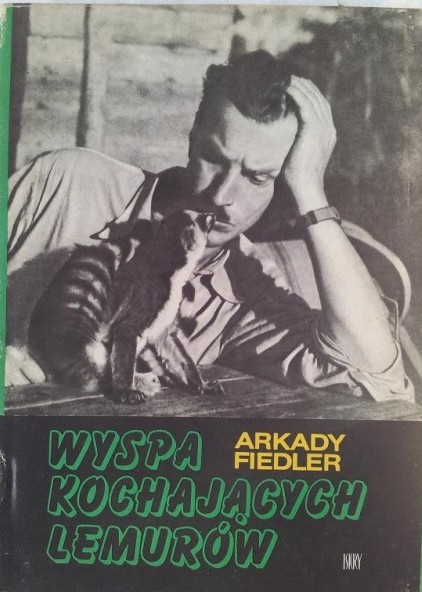 WYSPA
ARKADY
FIEDLER
KOCHAJĄCYCH
LEMURÓW
ISKRY